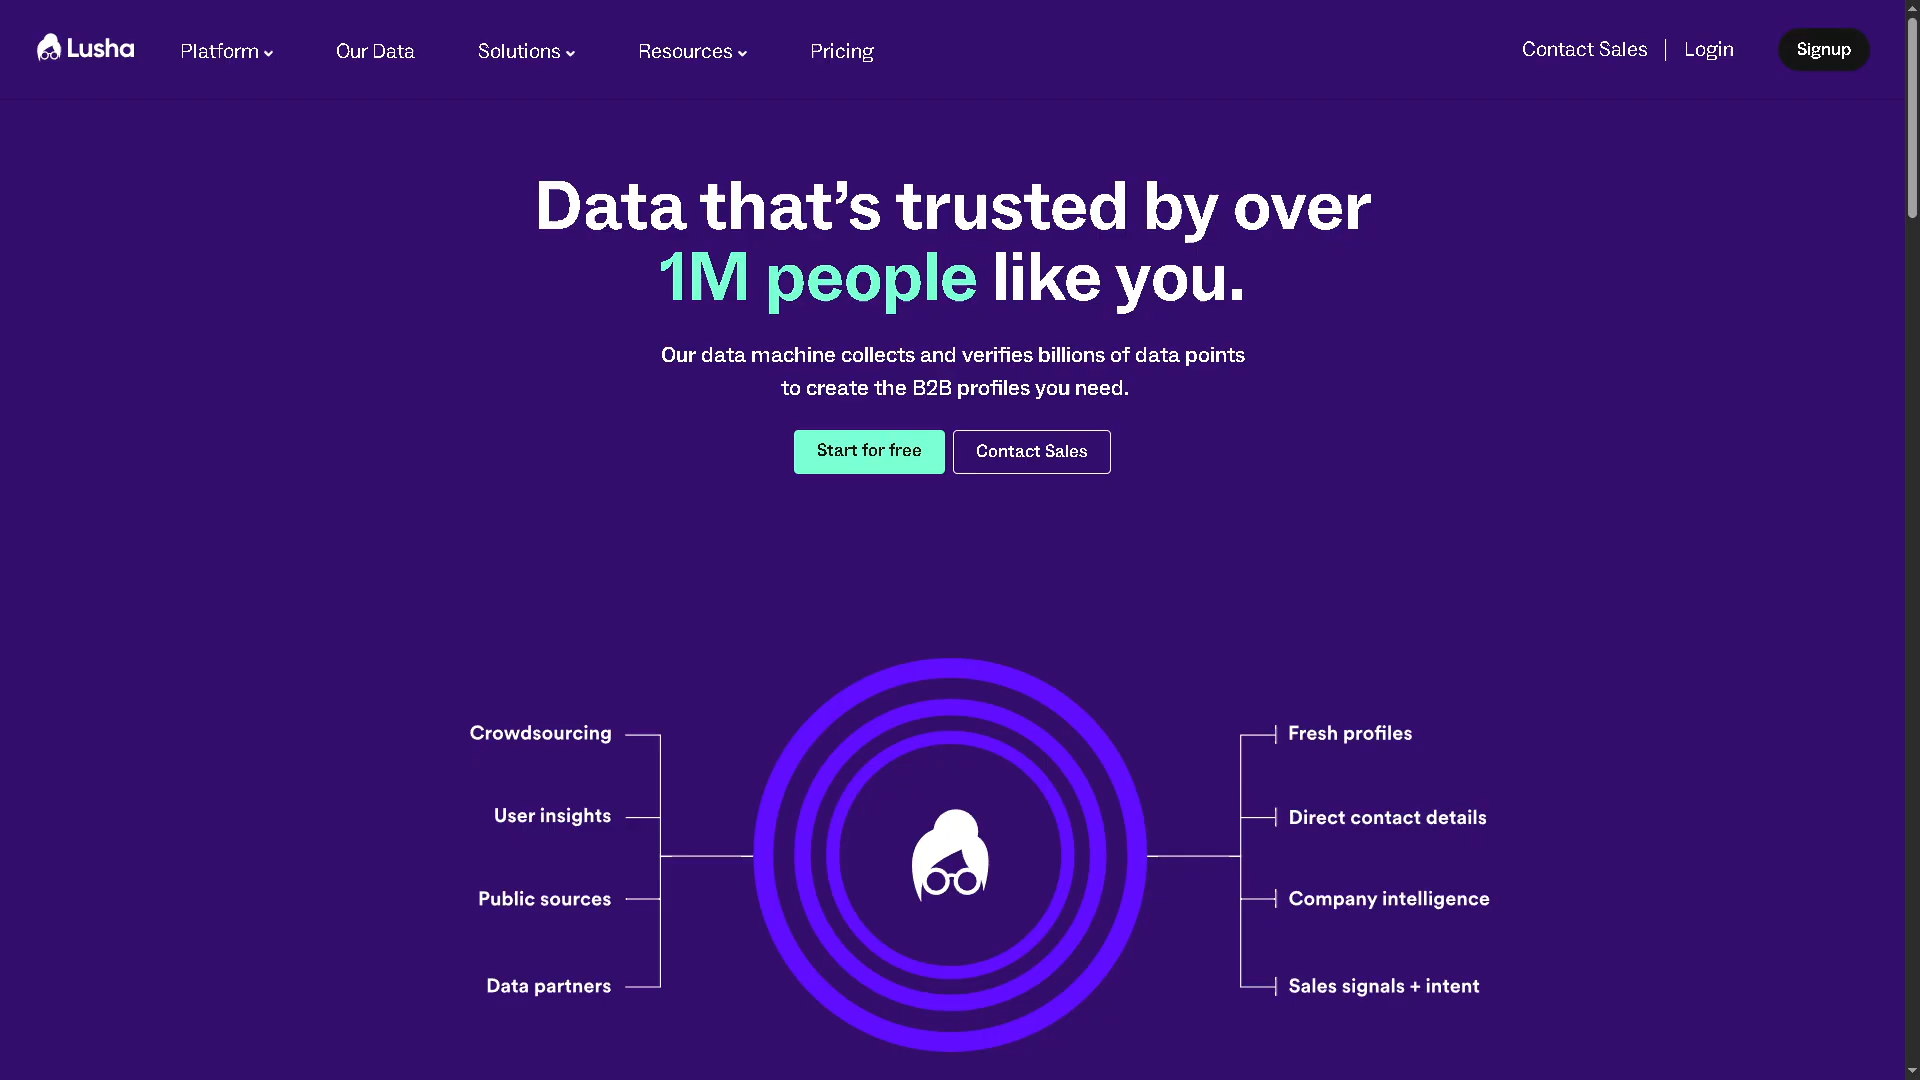 Lusha
Platform
Our Data
Solutions
Resources
Pricing
Contact Sales
Login
Signup
Data that’s trusted by over
1M people like you.
Our data machine collects and verifies billions of data points
to create the B2B profiles you need.
Start for free
Contact Sales
Crowdsourcing
User insights
Public sources
Data partners
Fresh profiles
Direct contact details
Company intelligence
Sales signals + intent